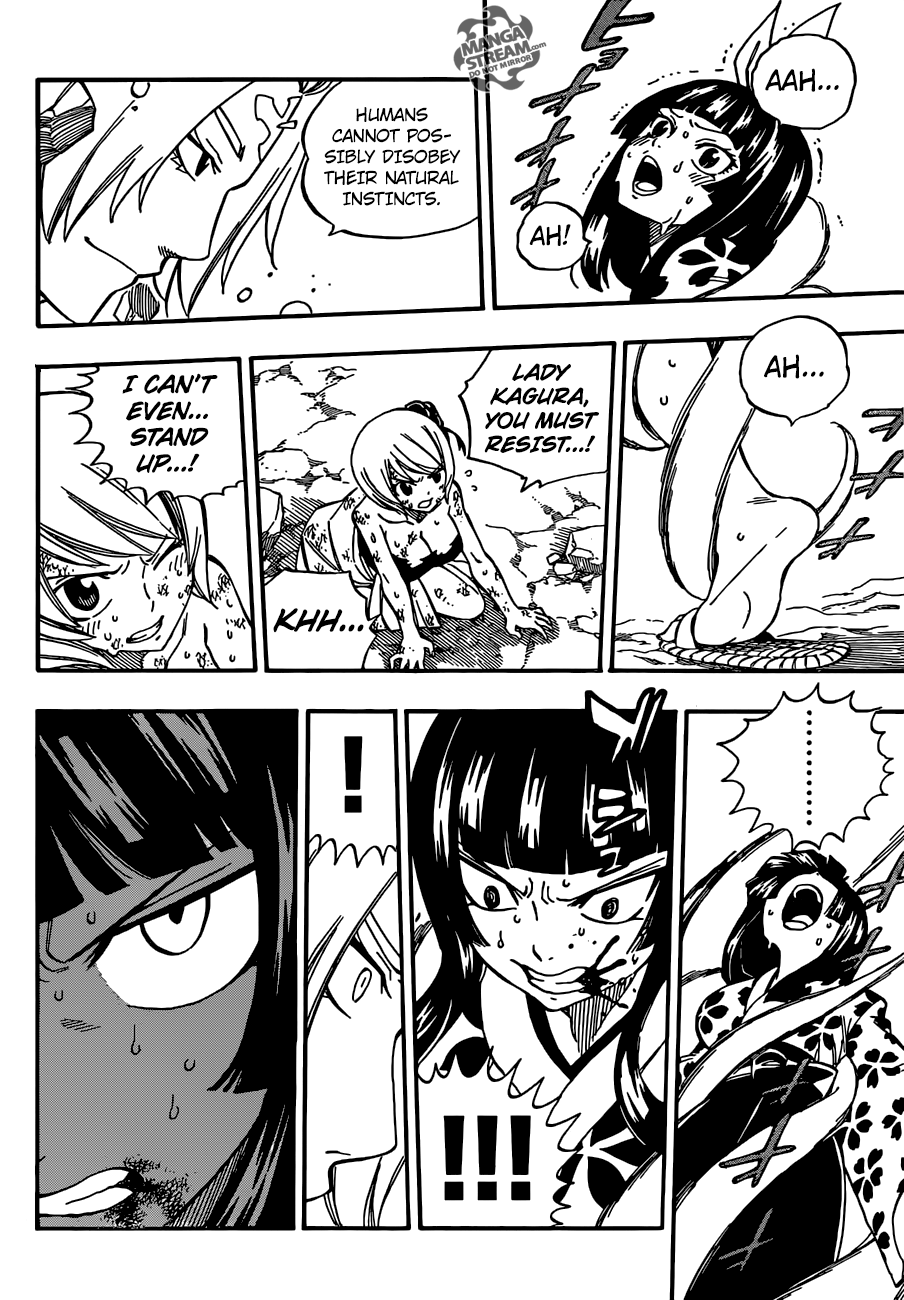 MANGA
STREAM.com
DO NOT MIRROR
AAH...
AH!
HUMANS
CANNOT POS-
SIBLY DISOBEY
THEIR NATURAL
INSTINCTS.
AH...
LADY
KAGURA,
YOU MUST
RESIST...!
KHH...
I CAN'T
EVEN...
STAND
UP...!
..........
!!!
!